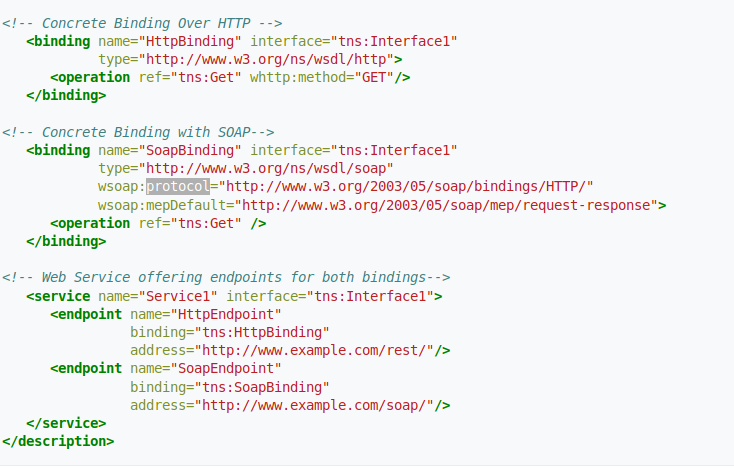 <!-- Concrete Binding Over HTTP -->
<binding name="HttpBinding" interface="tns:Interface1"
type="http://www.w3.org/ns/wsdl/http">
<operation ref="tns:Get" whttp:method="GET"/>
</binding>
<!-- Concrete Binding with SOAP-->
<binding name="SoapBinding" interface="tns:Interface1"
type="http://www.w3.org/ns/wsdl/soap"
wsoap:protocol="http://www.w3.org/2003/05/soap/bindings/HTTP/"
wsoap:mepDefault="http://www.w3.org/2003/05/soap/mep/request-response">
<operation ref="tns:Get" />
</binding>
<!-- Web Service offering endpoints for both bindings-->
<service name="Service1" interface="tns:Interface1">
<endpoint name="HttpEndpoint"
binding="tns:HttpBinding"
address="http://www.example.com/rest/"/>
<endpoint name="SoapEndpoint"
binding="tns:SoapBinding"
address="http://www.example.com/soap/"/>
</service>
</description>